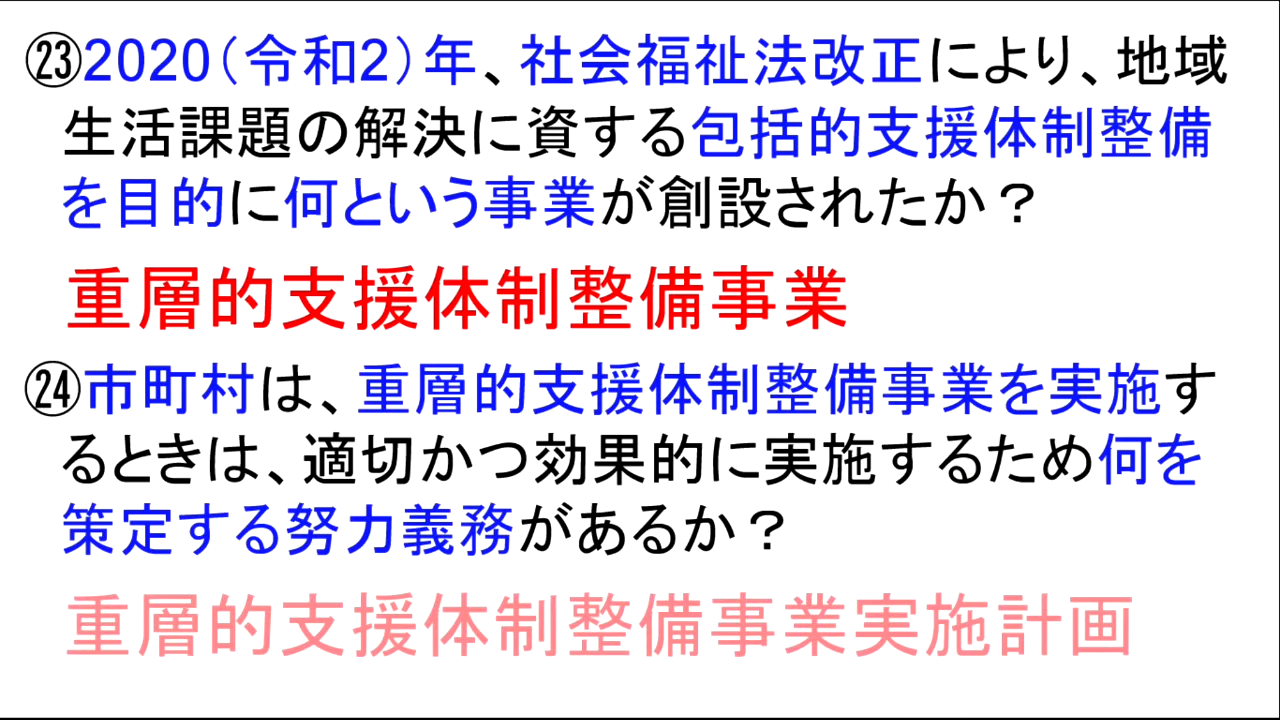 ㉓2020（令和2）年、社会福祉法改正により、地域
生活課題の解決に資する包括的支援体制整備
を目的に何という事業が創設されたか？
重層的支援体制整備事業
㉔市町村は、重層的支援体制整備事業を実施す
るときは、適切かつ効果的に実施するため何を
策定する努力義務があるか？
重層的支援体制整備事業実施計画